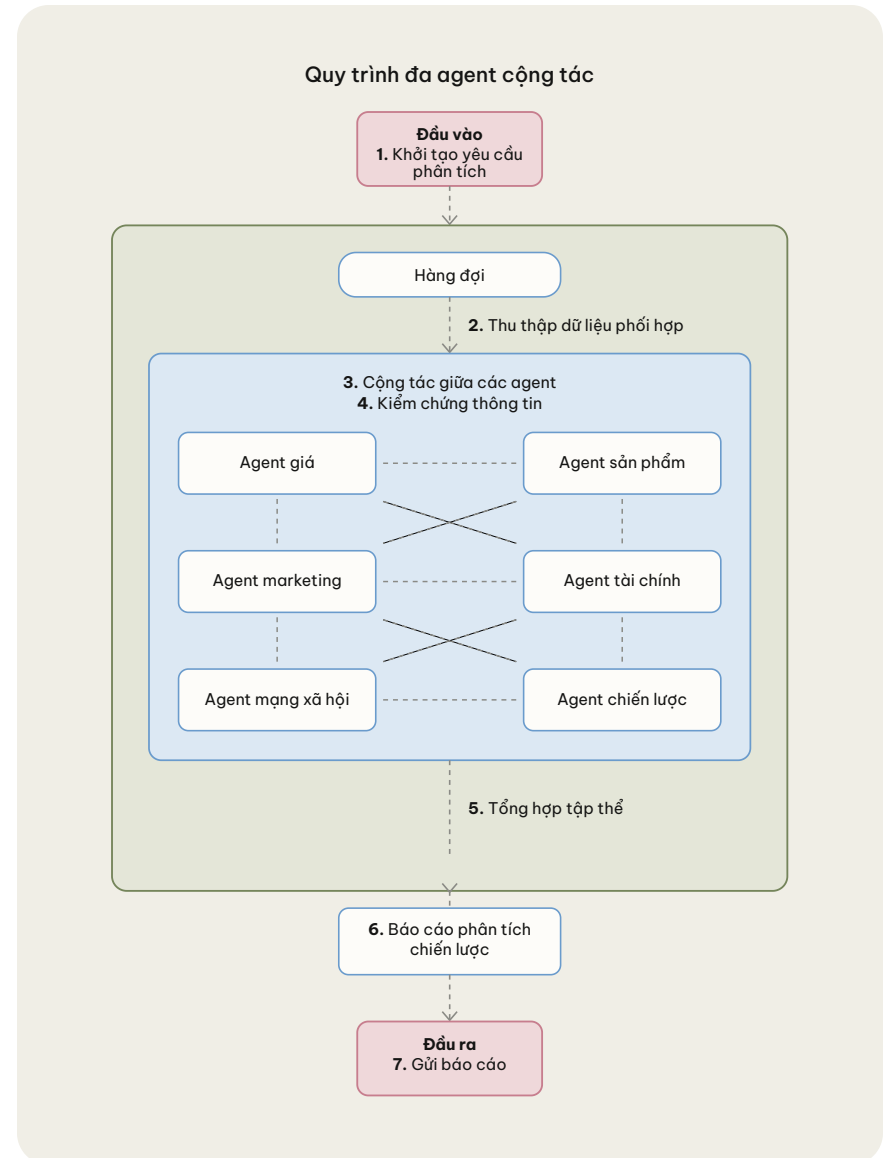 Quy trình đa agent cộng tác
Đầu vào
1. Khởi tạo yêu cầu
phân tích
Hàng đợi
2. Thu thập dữ liệu phối hợp
3. Cộng tác giữa các agent
4. Kiểm chứng thông tin
Agent giá
Agent sản phẩm
Agent marketing
Agent tài chính
Agent mạng xã hội
Agent chiến lược
5. Tổng hợp tập thể
6. Báo cáo phân tích
chiến lược
Đầu ra
7. Gửi báo cáo